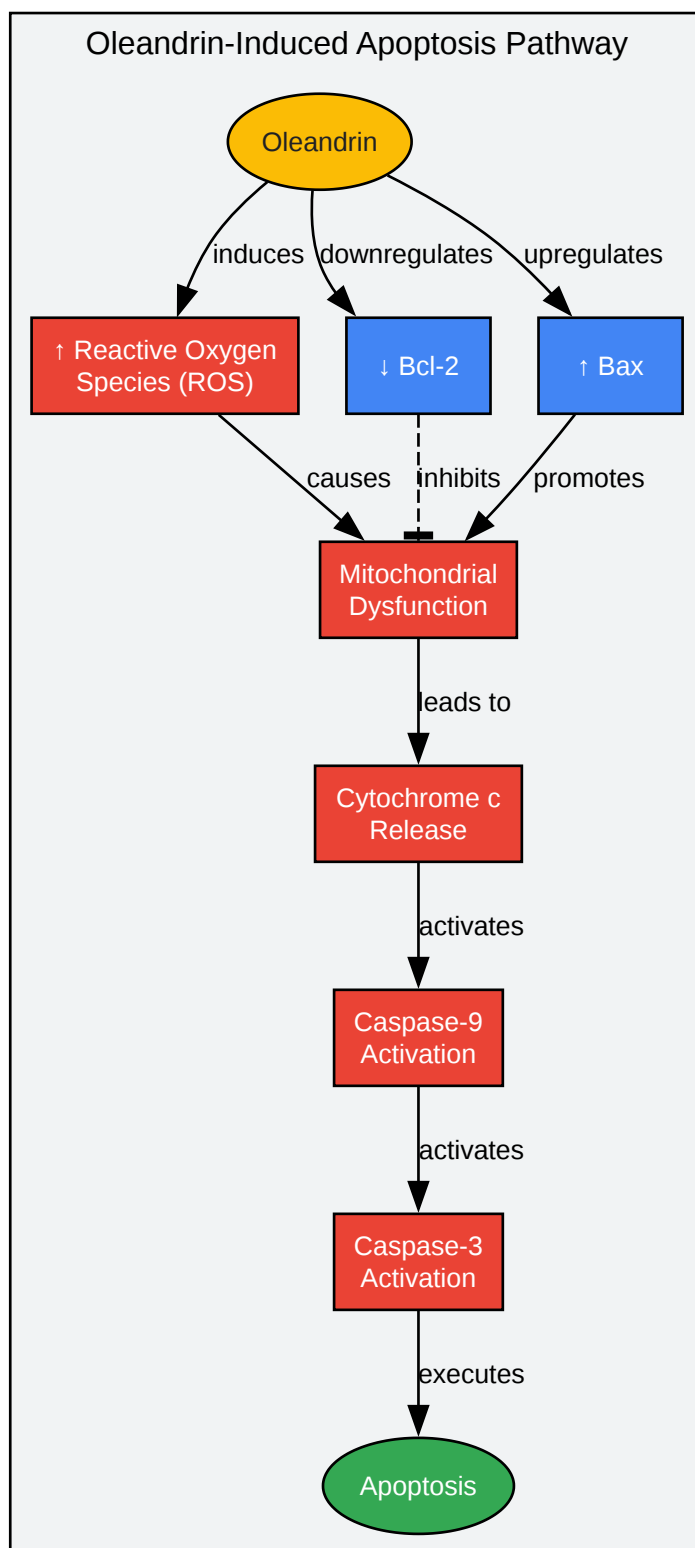 Oleandrin-Induced Apoptosis Pathway
Oleandrin
induces
downregulates
upregulates
↑ Reactive Oxygen
Species (ROS)
↓ Bcl-2
↑ Bax
causes
inhibits
promotes
Mitochondrial
Dysfunction
leads to
Cytochrome c
Release
activates
Caspase-9
Activation
activates
Caspase-3
Activation
executes
Apoptosis